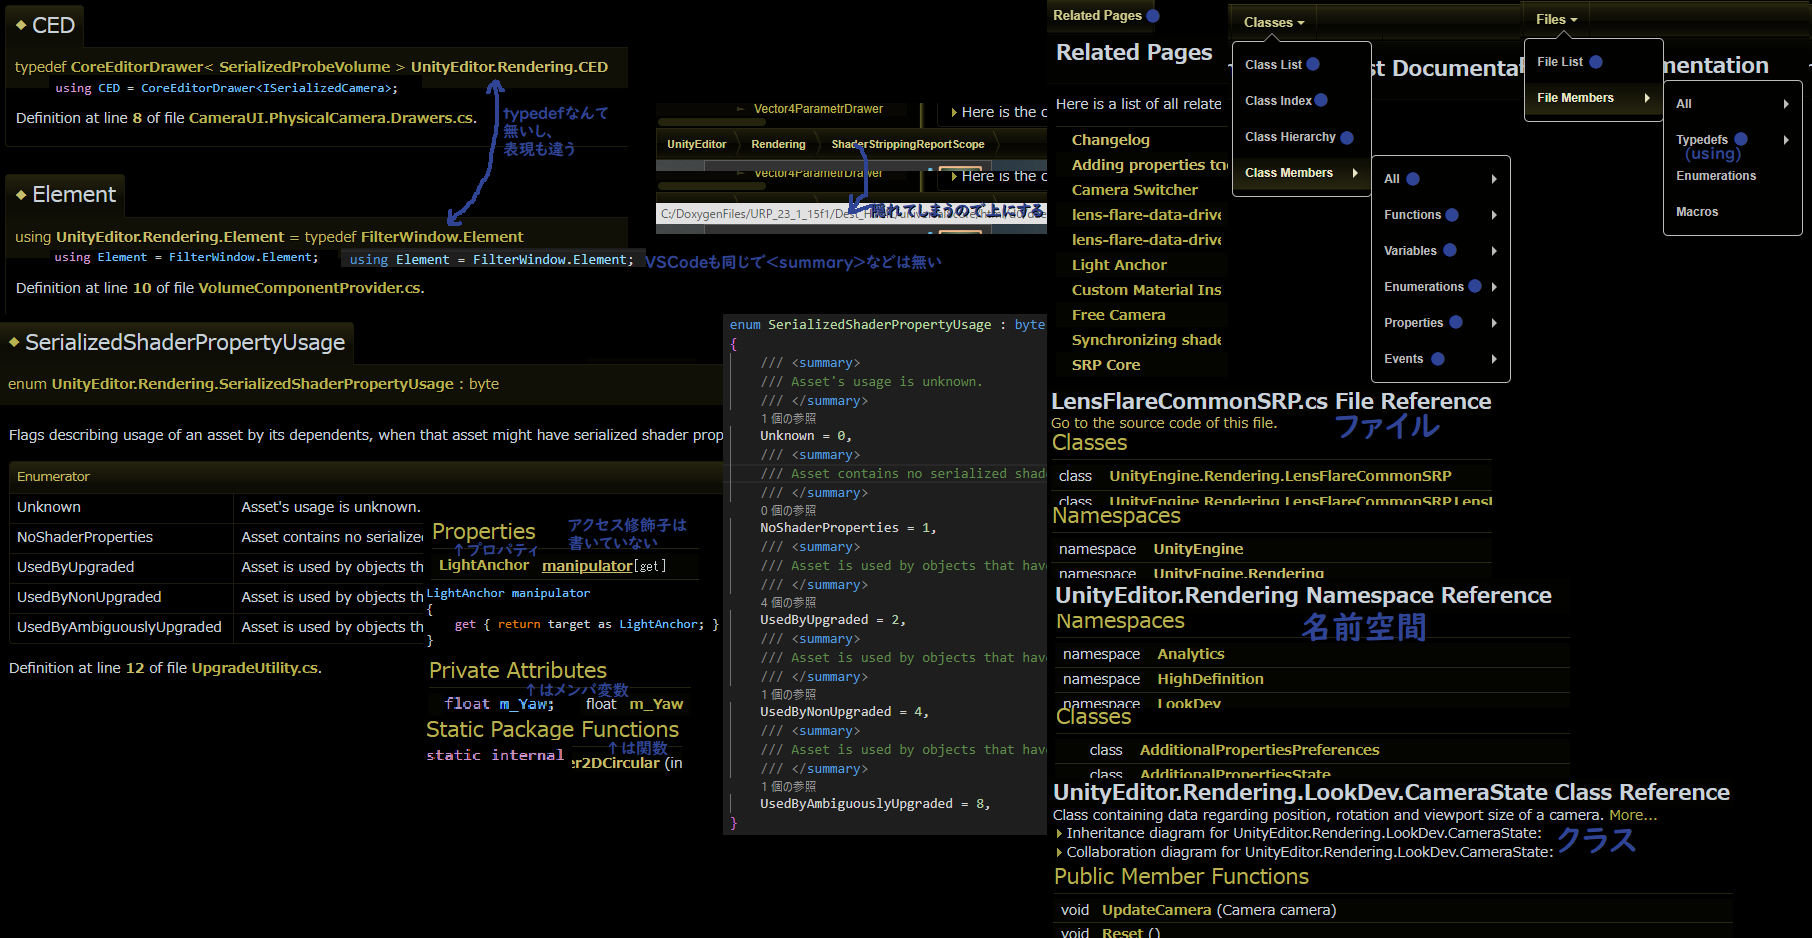 ◆ CED
typedef CoreEditorDrawer< SerializedProbeVolume > UnityEditor.Rendering.CED
using CED = CoreEditorDrawer<ISerializedCamera>;
Definition at line 8 of file CameraUI.PhysicalCamera.Drawers.cs.
typedefなんて
無いし、
表現も違う
◆ Element
using UnityEditor.Rendering.Element = typedef FilterWindow.Element
using Element = FilterWindow.Element;
using Element = FilterWindow.Element;
VSCodeも同じで<summary>などは無い
Definition at line 10 of file VolumeComponentProvider.cs.
◆ SerializedShaderPropertyUsage
enum UnityEditor.Rendering.SerializedShaderPropertyUsage : byte
Flags describing usage of an asset by its dependents, when that asset might have serialized shader prop
Enumerator
Unknown Asset's usage is unknown.
NoShaderProperties Asset contains no serialize
UsedByUpgraded Asset is used by objects th
UsedByNonUpgraded Asset is used by objects th
UsedByAmbiguouslyUpgraded Asset is used by objects th
Definition at line 12 of file UpgradeUtility.cs.
Properties
アクセス修飾子は
書いていない
↑プロパティ
LightAnchor manipulator[get]
LightAnchor manipulator
{
get { return target as LightAnchor; }
}
Private Attributes
↑はメンバ変数
float m_Yaw; float m_Yaw
Static Package Functions
↑は関数
static internal er2DCircular (in
Vector4ParametrDrawer
Here is the c
UnityEditor Rendering ShaderStrippingReportScope
Vector4ParametrDrawer
Here is the c
C:/DoxygenFiles/URP_23_1_15f1/Dest_H
隠れてしまうので上にする
enum SerializedShaderPropertyUsage : byte
{
/// <summary>
/// Asset's usage is unknown.
/// </summary>
1 個の参照
Unknown = 0,
/// <summary>
/// Asset contains no serialized shade
/// </summary>
0 個の参照
NoShaderProperties = 1,
/// <summary>
/// Asset is used by objects that have
/// </summary>
4 個の参照
UsedByUpgraded = 2,
/// <summary>
/// Asset is used by objects that have
/// </summary>
1 個の参照
UsedByNonUpgraded = 4,
/// <summary>
/// Asset is used by objects that have
/// </summary>
1 個の参照
UsedByAmbiguouslyUpgraded = 8,
}
Related Pages
Related Pages
Here is a list of all relate
Changelog
Adding properties to
Camera Switcher
lens-flare-data-drive
lens-flare-data-drive
Light Anchor
Custom Material Ins
Free Camera
Synchronizing shade
SRP Core
Classes
Class List
Class Index
Class Hierarchy
Class Members
st Documenta
All
Functions
Variables
Enumerations
Properties
Events
Files
File List
File Members
mentation
All
Typedefs
(using)
Enumerations
Macros
LensFlareCommonSRP.cs File Reference
Go to the source code of this file.
ファイル
Classes
class UnityEngine.Rendering.LensFlareCommonSRP
class UnityEngine.Rendering.LensFlareCommonSRP.LensI
Namespaces
namespace UnityEngine
namespace UnityEngine.Rendering
UnityEditor.Rendering Namespace Reference
Namespaces
名前空間
namespace Analytics
namespace HighDefinition
namespace LookDev
Classes
class AdditionalPropertiesPreferences
class AdditionalPropertiesState
UnityEditor.Rendering.LookDev.CameraState Class Reference
Class containing data regarding position, rotation and viewport size of a camera. More...
Inheritance diagram for UnityEditor.Rendering.LookDev.CameraState:
クラス
Collaboration diagram for UnityEditor.Rendering.LookDev.CameraState:
Public Member Functions
void UpdateCamera (Camera camera)
void Reset ()